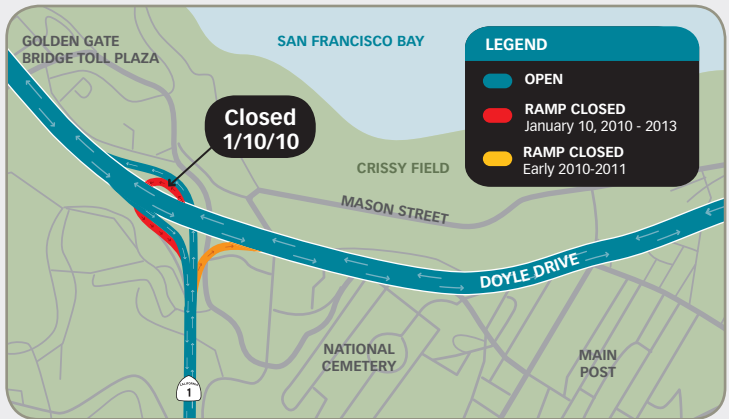 GOLDEN GATE
BRIDGE TOLL PLAZA
SAN FRANCISCO BAY
LEGEND
OPEN
RAMP CLOSED
January 10, 2010 - 2013
RAMP CLOSED
Early 2010-2011
Closed
1/10/10
CRISSY FIELD
MASON STREET
DOYLE DRIVE
NATIONAL
CEMETERY
MAIN
POST
CALIFORNIA
1